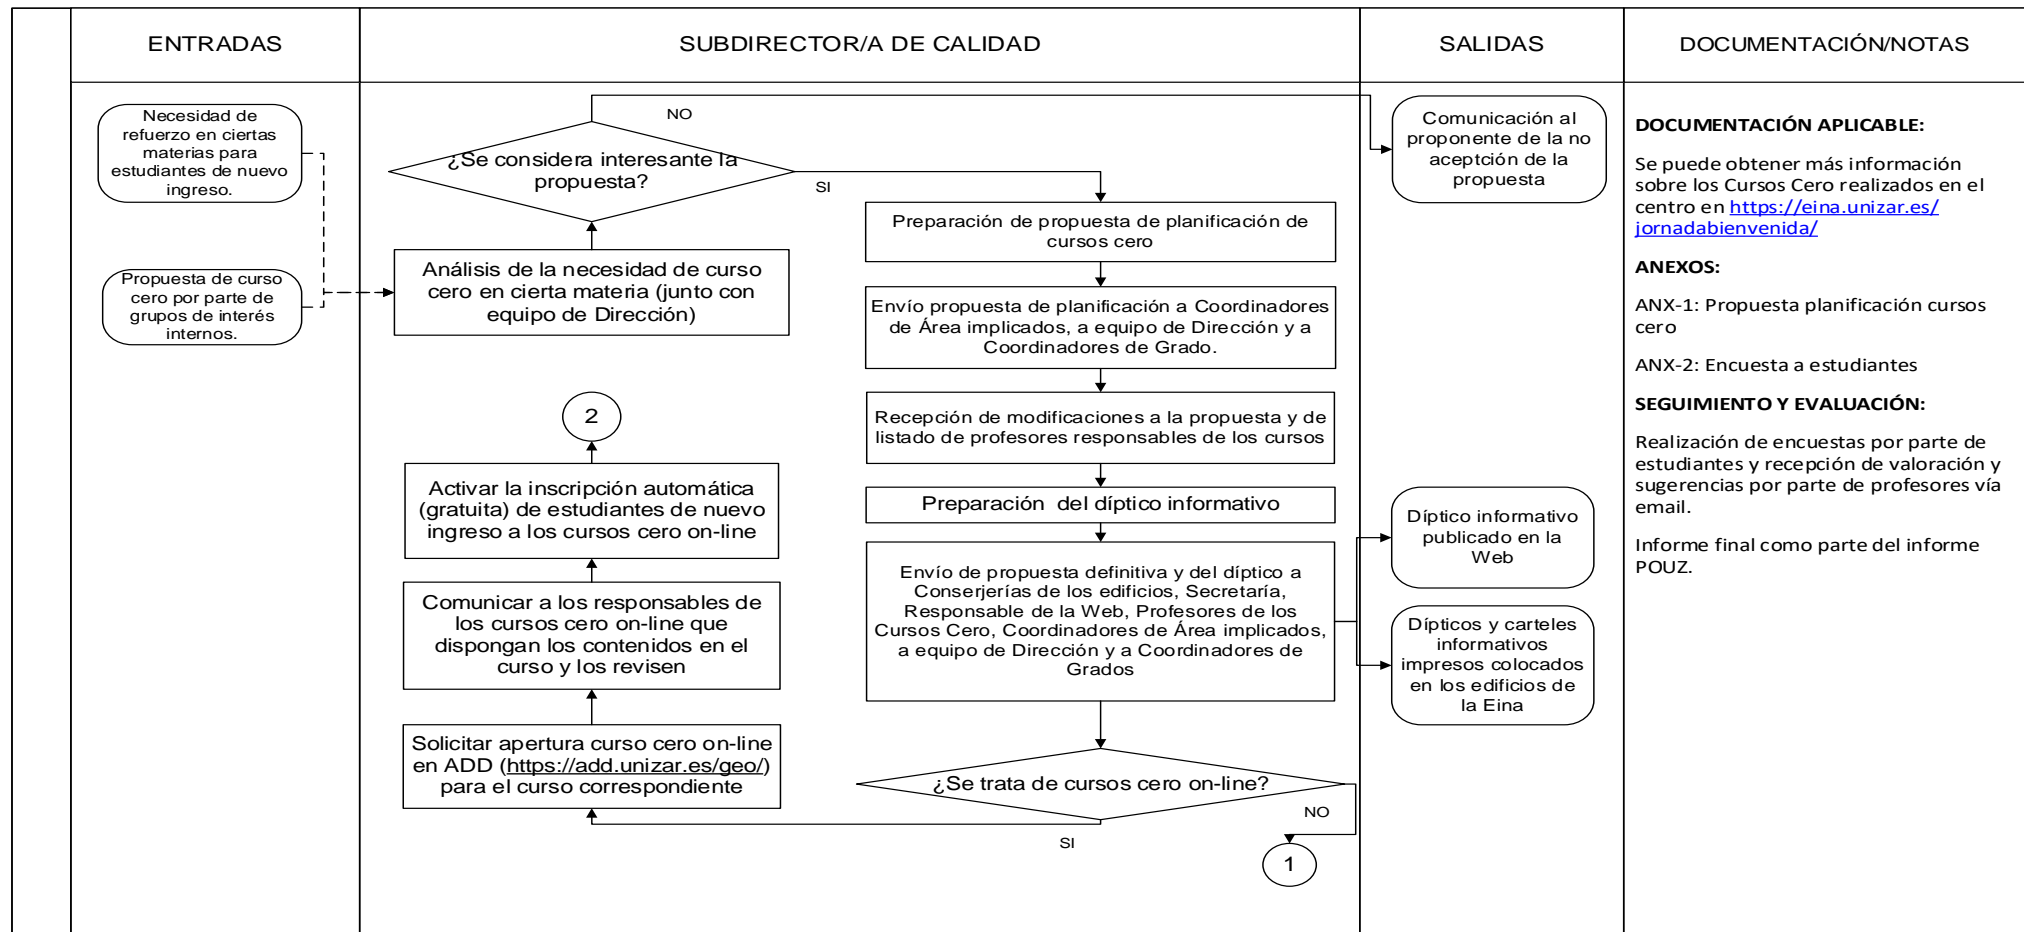 ENTRADAS
SUBDIRECTOR/A DE CALIDAD
SALIDAS
DOCUMENTACIÓN/NOTAS
Necesidad de
refuerzo en ciertas
materias para
estudiantes de nuevo
ingreso.
Propuesta de curso
cero por parte de
grupos de interés
internos.
NO
¿Se considera interesante la
propuesta?
SI
Análisis de la necesidad de curso
cero en cierta materia (junto con
equipo de Dirección)
Preparación de propuesta de planificación de
cursos cero
Envío propuesta de planificación a Coordinadores
de Área implicados, a equipo de Dirección y a
Coordinadores de Grado.
Recepción de modificaciones a la propuesta y de
listado de profesores responsables de los cursos
Preparación del díptico informativo
Envío de propuesta definitiva y del díptico a
Conserjerías de los edificios, Secretaría,
Responsable de la Web, Profesores de los
Cursos Cero, Coordinadores de Área implicados,
a equipo de Dirección y a Coordinadores de
Grados
¿Se trata de cursos cero on-line?
NO
SI
1
Solicitar apertura curso cero on-line
en ADD (https://add.unizar.es/geo/)
para el curso correspondiente
Comunicar a los responsables de
los cursos cero on-line que
dispongan los contenidos en el
curso y los revisen
Activar la inscripción automática
(gratuita) de estudiantes de nuevo
ingreso a los cursos cero on-line
2
Comunicación al
proponente de la no
aceptción de la
propuesta
Díptico informativo
publicado en la
Web
Dípticos y carteles
informativos
impresos colocados
en los edificios de
la Eina
DOCUMENTACIÓN APLICABLE:
Se puede obtener más información
sobre los Cursos Cero realizados en el
centro en https://eina.unizar.es/
jornadabienvenida/
ANEXOS:
ANX-1: Propuesta planificación cursos
cero
ANX-2: Encuesta a estudiantes
SEGUIMIENTO Y EVALUACIÓN:
Realización de encuestas por parte de
estudiantes y recepción de valoración y
sugerencias por parte de profesores vía
email.
Informe final como parte del informe
POUZ.